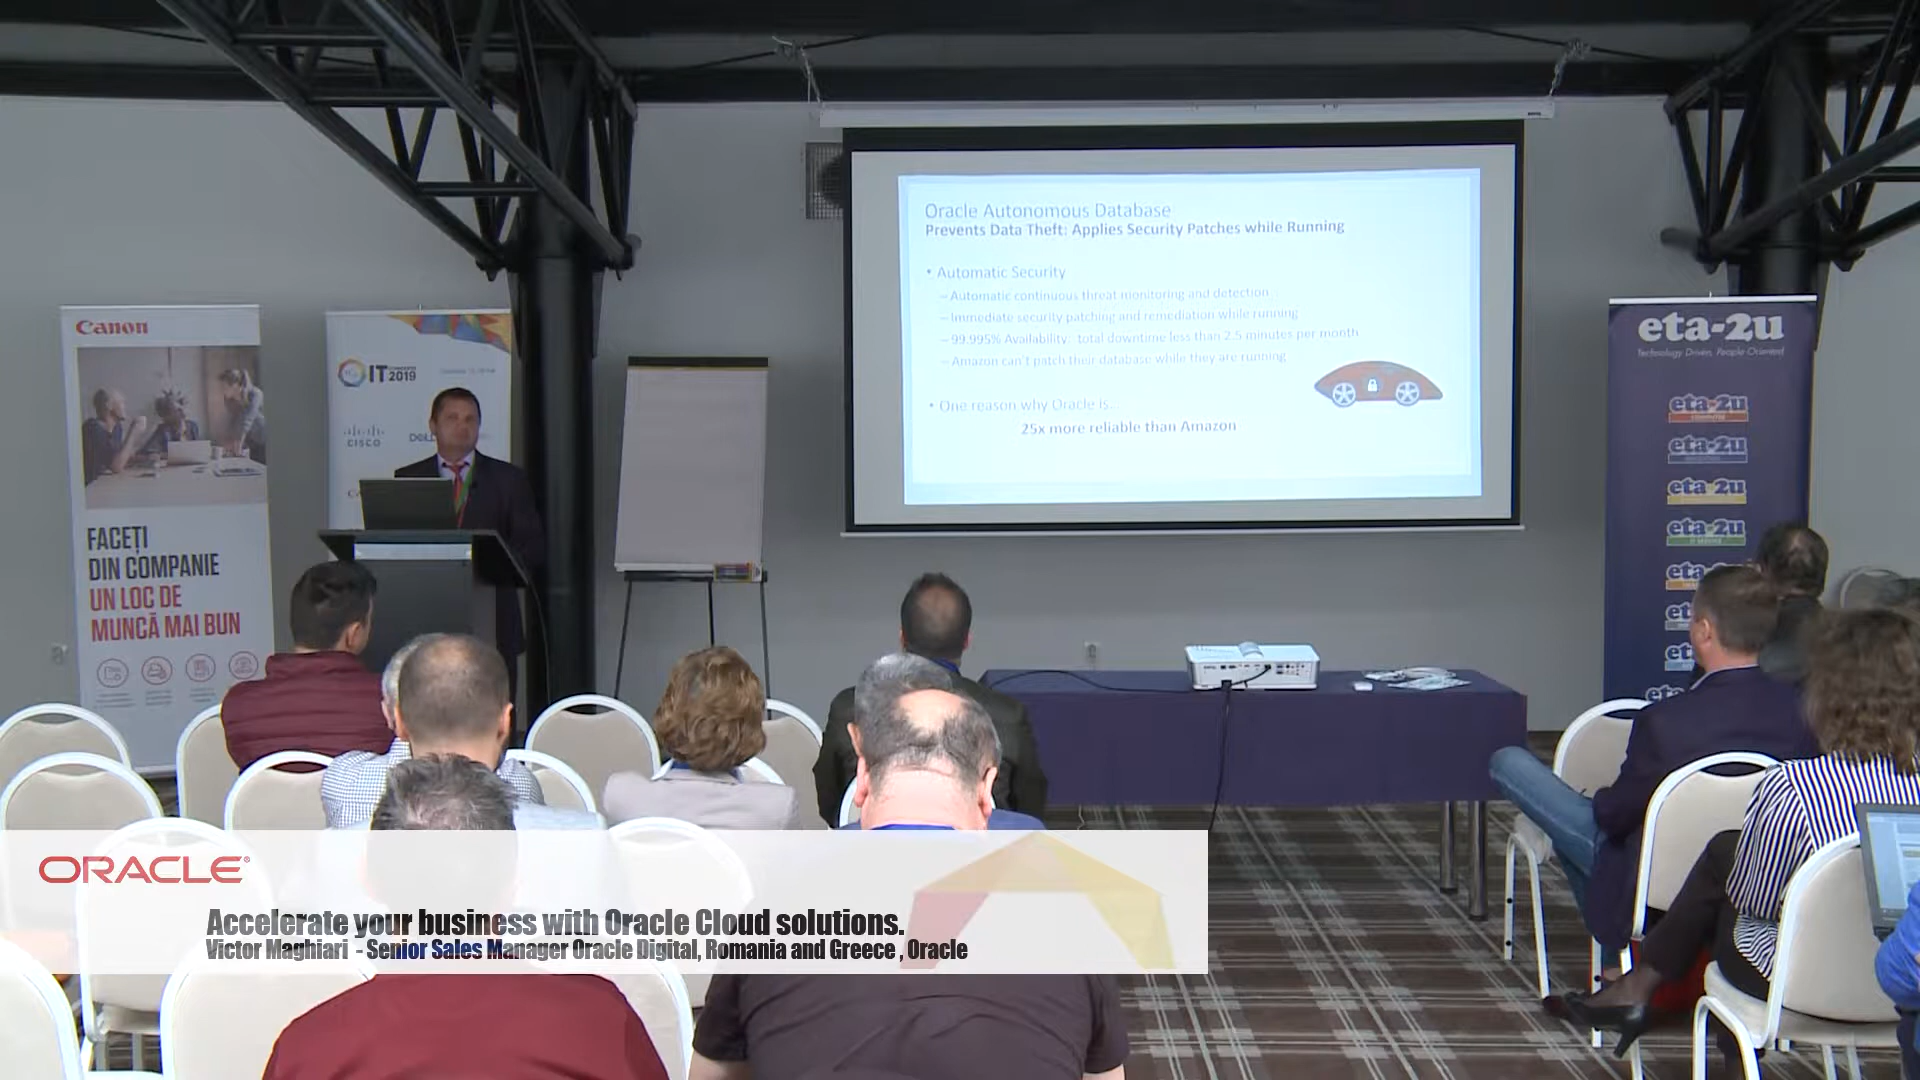 Oracle Autonomous Database
Prevents Data Theft: Applies Security Patches while Running
• Automatic Security
– Automatic continuous threat monitoring and detection
– Immediate security patching and remediation while running
– 99.995% Availability: total downtime less than 2.5 minutes per month
– Amazon can't patch their database while they are running
• One reason why Oracle is:
25x more reliable than Amazon
Canon
FACEȚI
DIN COMPANIE
UN LOC DE
MUNCĂ MAI BUN
IT
2019
CISCO
eta-2u
Technology Driven, People Oriented
eta-2u
eta-2u
eta-2u
eta-2u
ORACLE®
Accelerate your business with Oracle Cloud solutions.
Victor Maghiari - Senior Sales Manager Oracle Digital, Romania and Greece , Oracle